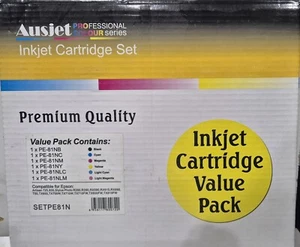 Ausjet PROFESSIONAL
COLOUR series
Inkjet Cartridge Set
Premium Quality
Value Pack Contains:
1 x PE-81NB Black
1 x PE-81NC Cyan
1 x PE-81NM Magenta
1 x PE-81NY Yellow
1 x PE-81NLC Light Cyan
1 x PE-81NLM Light Magenta
Compatible for Epson:
SETPE81N
Inkjet
Cartridge
Value
Pack